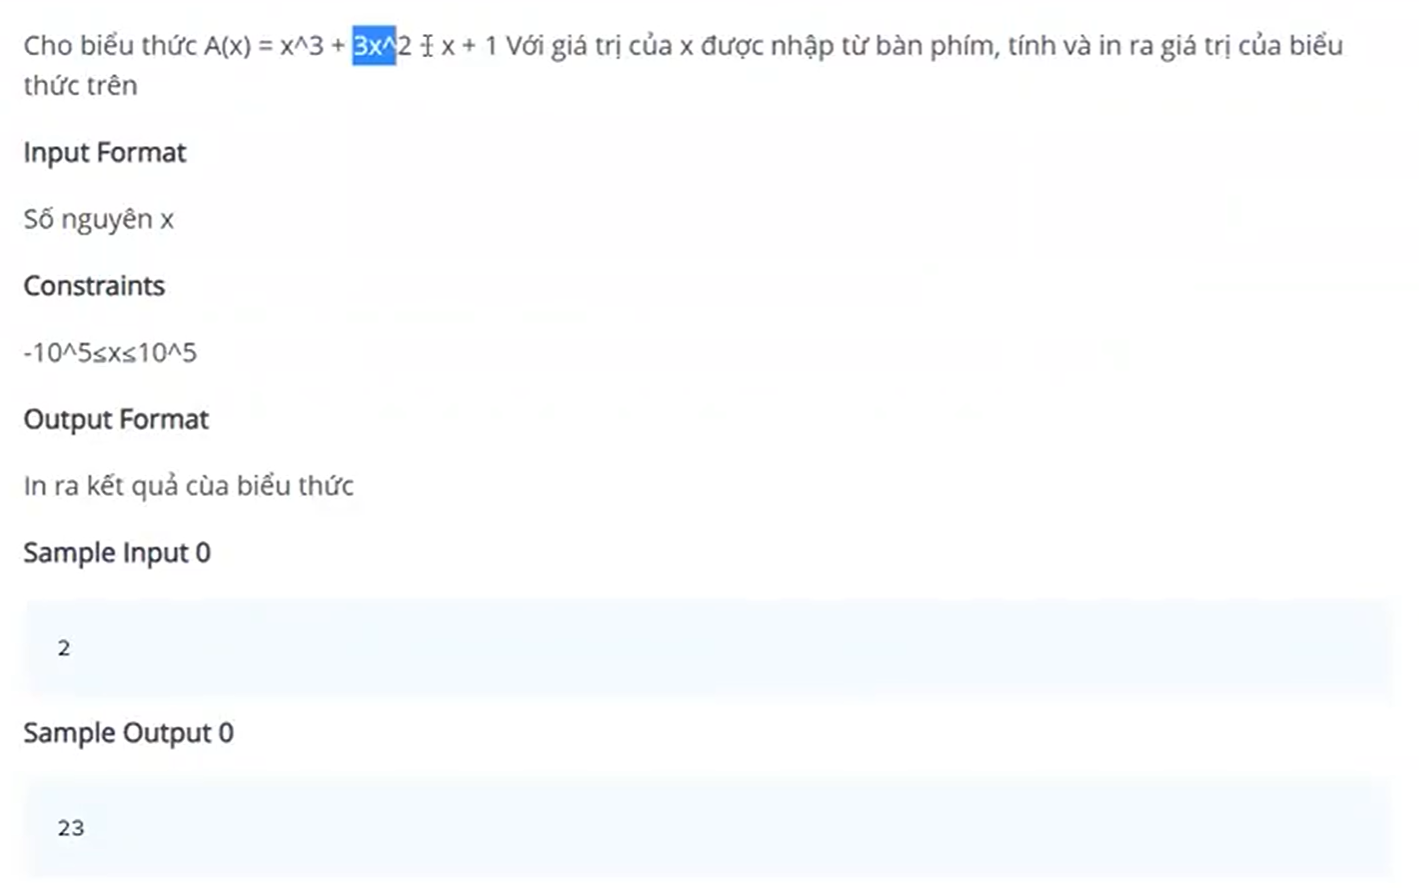 Cho biểu thức A(x) = x^3 + 3x^2 + x + 1 Với giá trị của x được nhập từ bàn phím, tính và in ra giá trị của biểu
thức trên
Input Format
Số nguyên x
Constraints
-10^5≤x≤10^5
Output Format
In ra kết quả cùa biểu thức
Sample Input 0
2
Sample Output 0
23